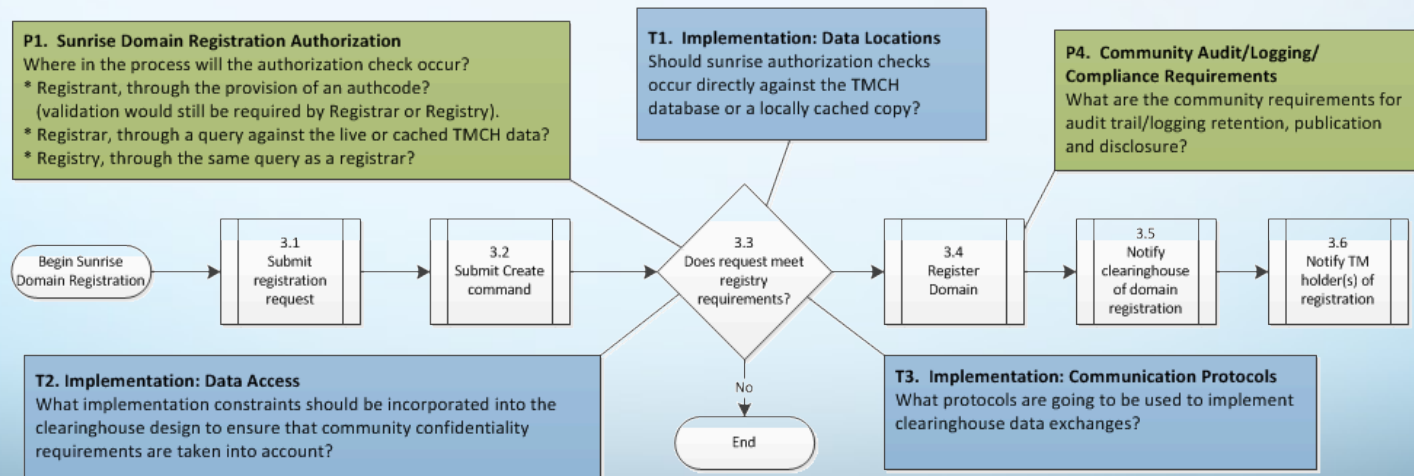 P1. Sunrise Domain Registration Authorization
Where in the process will the authorization check occur?
* Registrant, through the provision of an authcode?
(validation would still be required by Registrar or Registry).
* Registrar, through a query against the live or cached TMCH data?
* Registry, through the same query as a registrar?
T1. Implementation: Data Locations
Should sunrise authorization checks
occur directly against the TMCH
database or a locally cached copy?
P4. Community Audit/Logging/
Compliance Requirements
What are the community requirements for
audit trail/logging retention, publication
and disclosure?
Begin Sunrise
Domain Registration
3.1
Submit
registration
request
3.2
Submit Create
command
3.3
Does request meet
registry
requirements?
3.4
Register
Domain
3.5
Notify
clearinghouse
of domain
registration
3.6
Notify TM
holder(s) of
registration
T2. Implementation: Data Access
What implementation constraints should be incorporated into the
clearinghouse design to ensure that community confidentiality
requirements are taken into account?
No
End
T3. Implementation: Communication Protocols
What protocols are going to be used to implement
clearinghouse data exchanges?